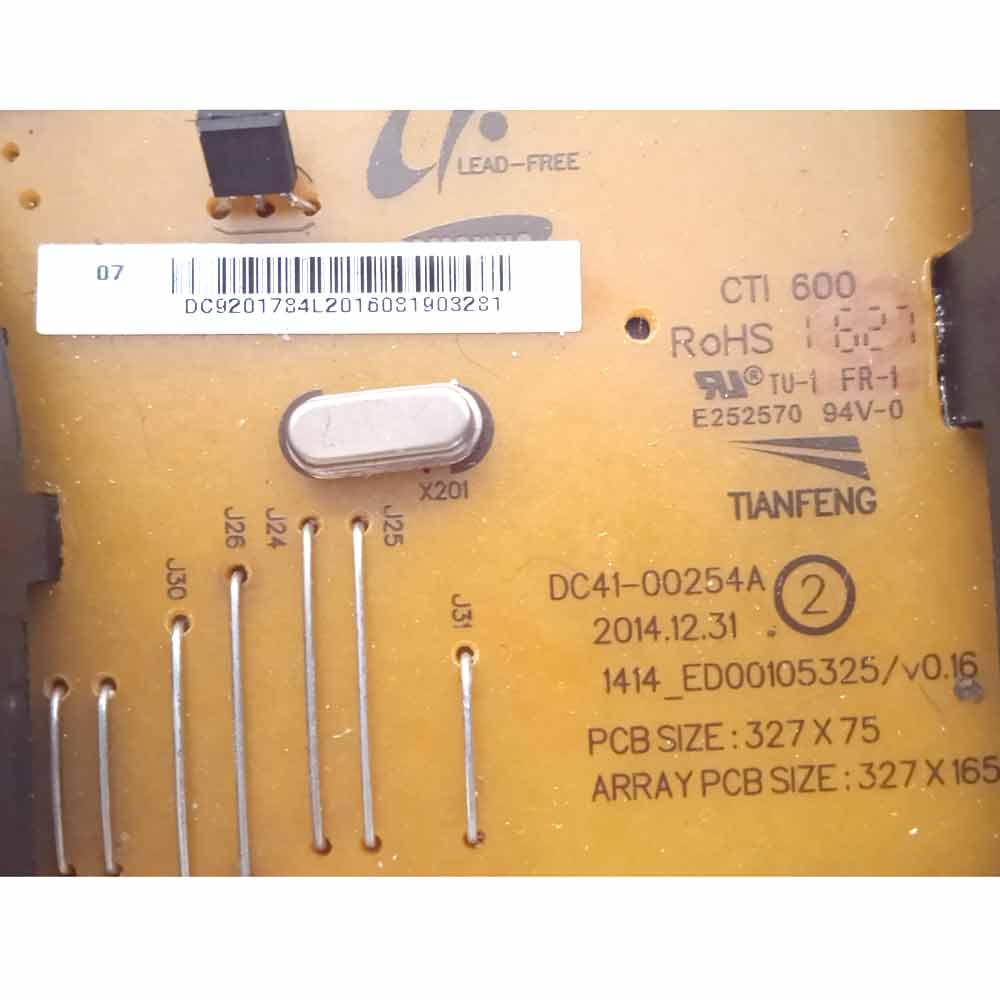 LEAD-FREE
07
DC9201784L2016081903281
CTI 600
RoHS 1627
® TU-1 FR-1
E252570 94V-0
TIANFENG
X201
J25
J24
J26
J30
J31
DC41-00254A 2
2014.12.31
1414_ED00105325/v0.16
PCB SIZE : 327 X 75
ARRAY PCB SIZE : 327 X 165